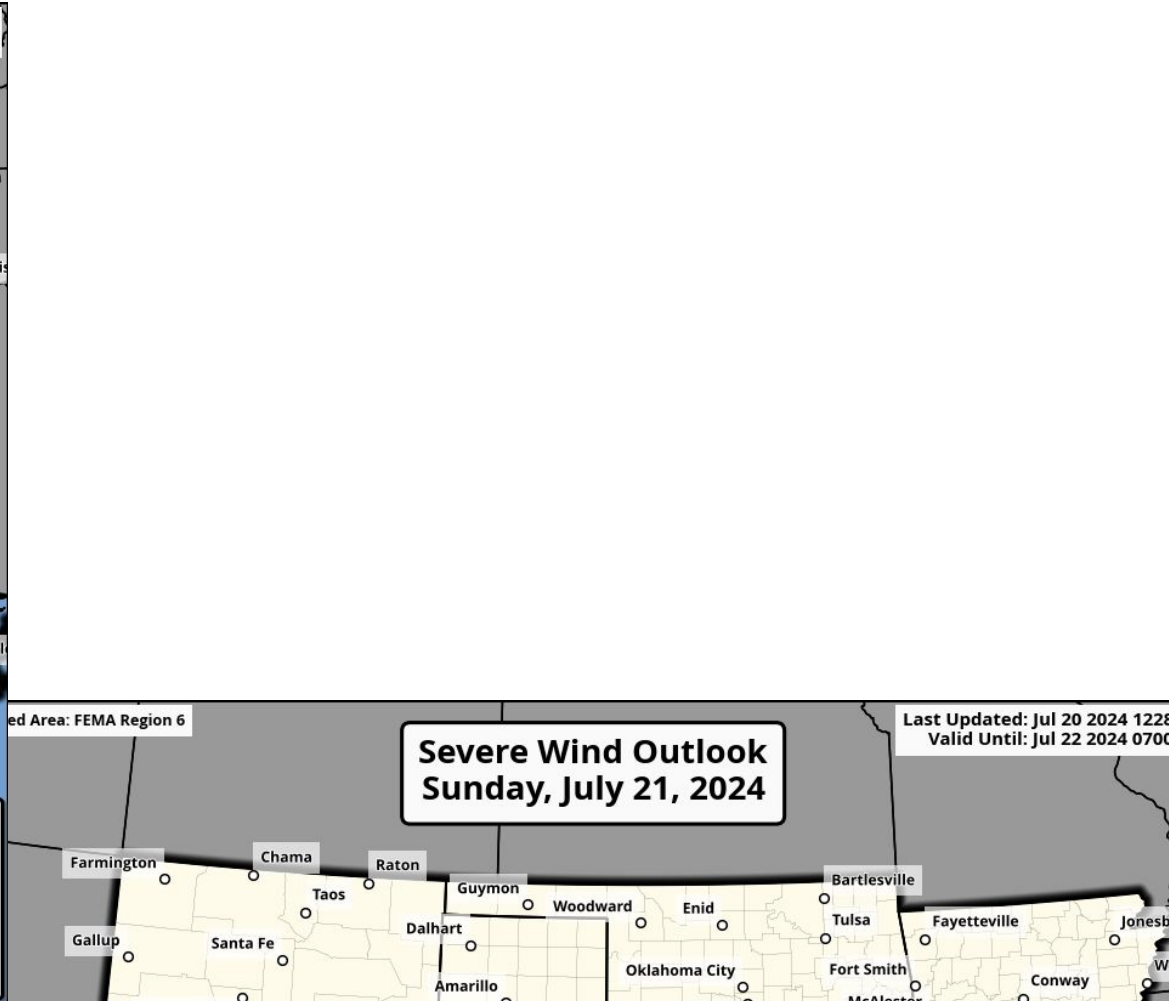 ed Area: FEMA Region 6
Last Updated: Jul 20 2024 1228
Valid Until: Jul 22 2024 0700
Severe Wind Outlook
Sunday, July 21, 2024
Farmington
Chama
Raton
Taos
Guymon
Woodward
Enid
Bartlesville
Tulsa
Fayetteville
Jonesb
Gallup
Santa Fe
Dalhart
Oklahoma City
Fort Smith
Conway
Amarillo
McAlester